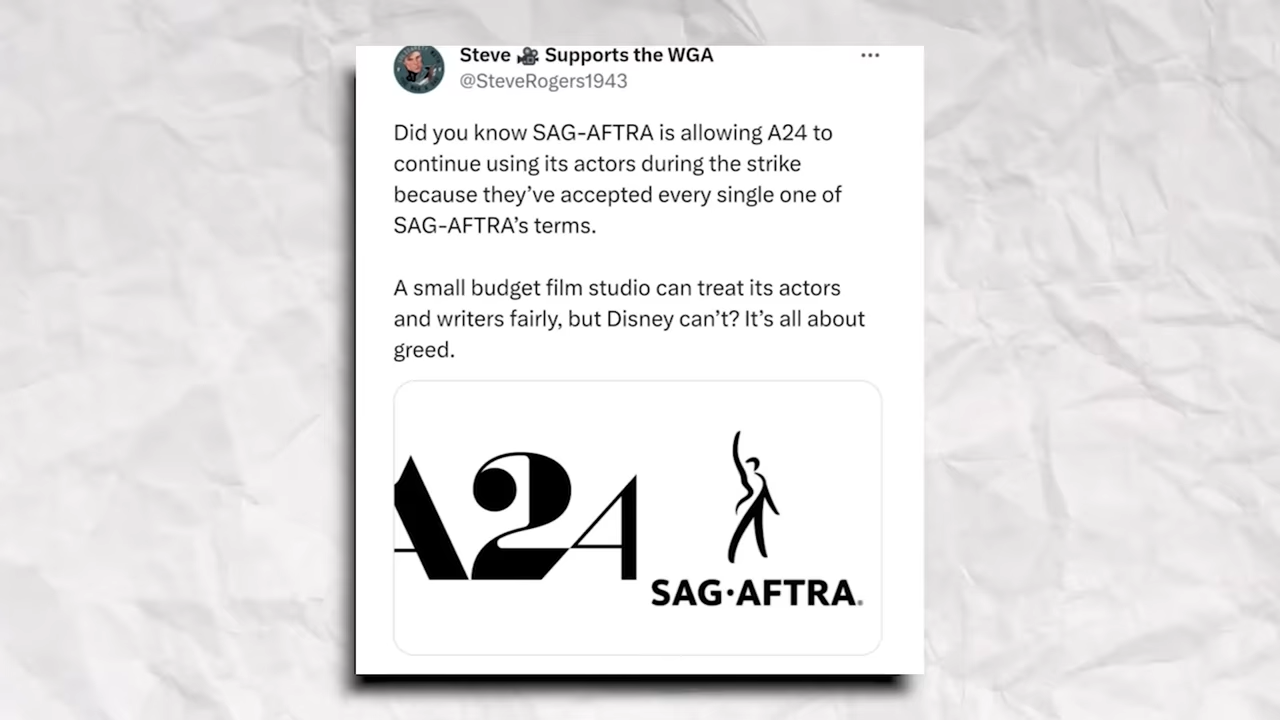 Steve 🎥 Supports the WGA
@SteveRogers1943
Did you know SAG-AFTRA is allowing A24 to
continue using its actors during the strike
because they’ve accepted every single one of
SAG-AFTRA’s terms.
A small budget film studio can treat its actors
and writers fairly, but Disney can’t? It’s all about
greed.
A24
SAG·AFTRA®